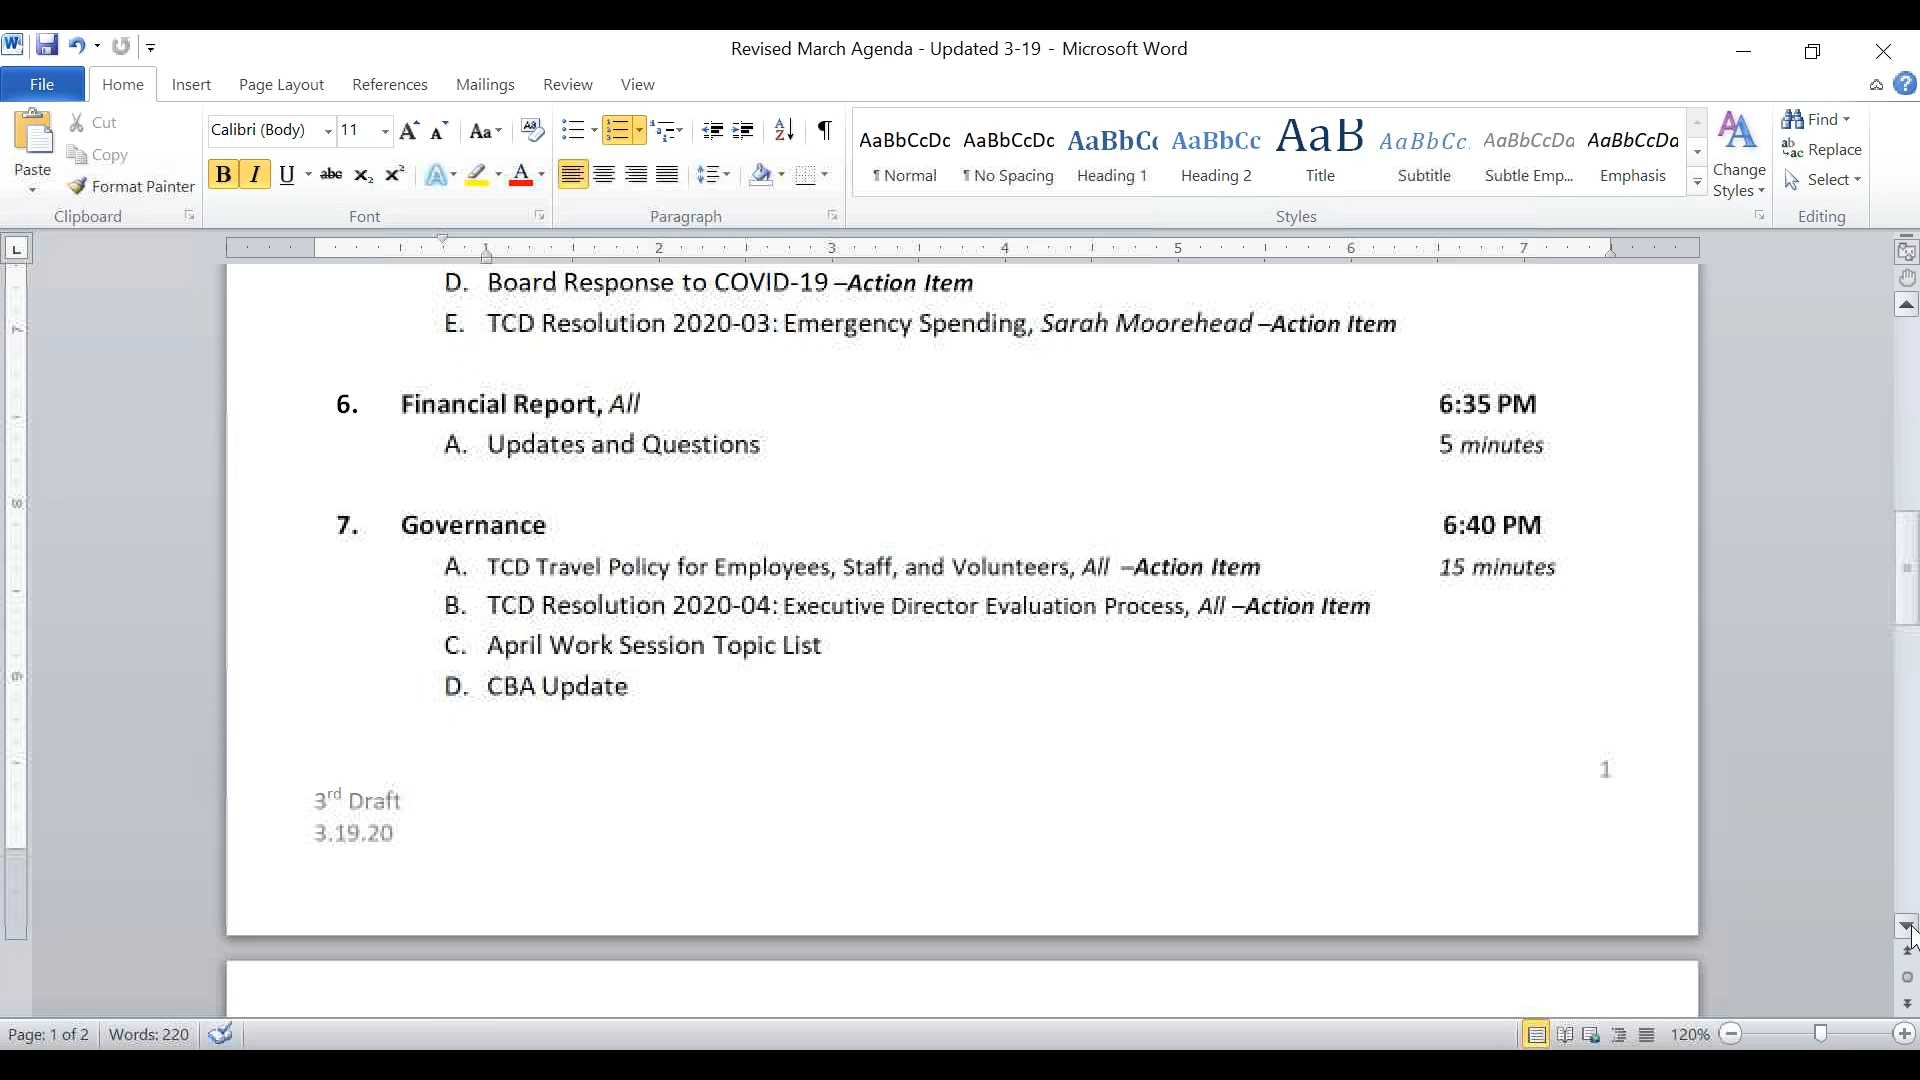 Revised March Agenda - Updated 3-19 - Microsoft Word
File Home Insert Page Layout References Mailings Review View
Paste
Cut
Copy
Format Painter
Clipboard
Calibri (Body) 11
Font
Paragraph
AaBbCcDc AaBbCcDc AaBbCc AaBbCc AaB AaBbCc. AaBbCcDa AaBbCcDa
¶ Normal ¶ No Spacing Heading 1 Heading 2 Title Subtitle Subtle Emp... Emphasis
Styles
Change Styles
Find
Replace
Select
Editing
1 2 3 4 5 6 7
D. Board Response to COVID-19 –Action Item
E. TCD Resolution 2020-03: Emergency Spending, Sarah Moorehead –Action Item
6. Financial Report, All 6:35 PM
A. Updates and Questions 5 minutes
7. Governance 6:40 PM
A. TCD Travel Policy for Employees, Staff, and Volunteers, All –Action Item 15 minutes
B. TCD Resolution 2020-04: Executive Director Evaluation Process, All –Action Item
C. April Work Session Topic List
D. CBA Update
1
3rd Draft
3.19.20
Page: 1 of 2 Words: 220 120%